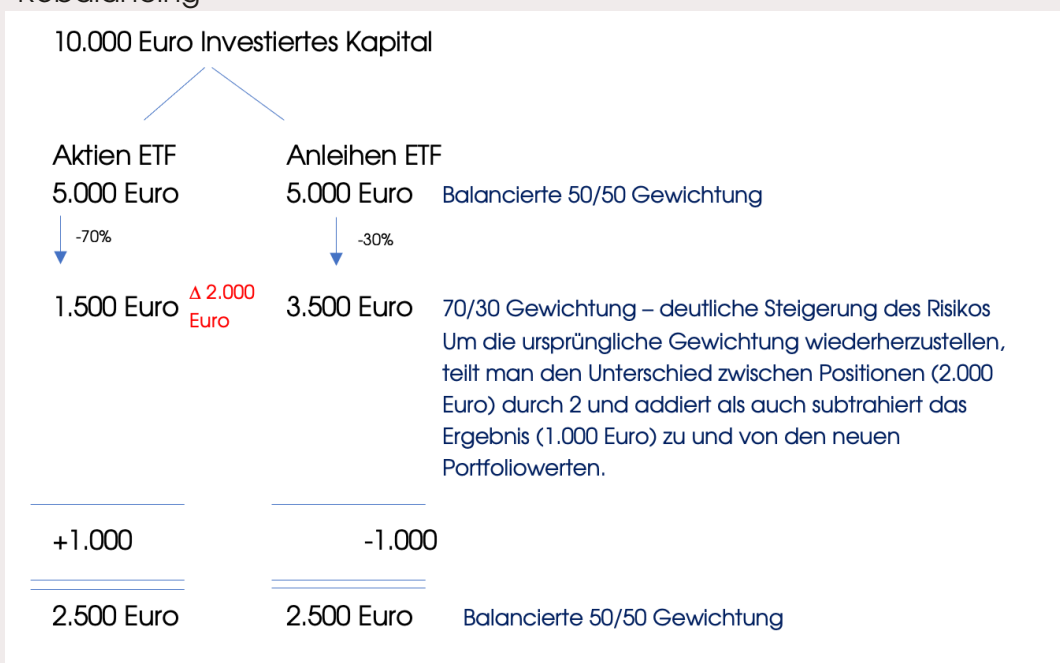 Rebalancing
10.000 Euro Investiertes Kapital
Aktien ETF
Anleihen ETF
5.000 Euro
5.000 Euro
Balancierte 50/50 Gewichtung
-70%
-30%
1.500 Euro
Δ 2.000
Euro
3.500 Euro
70/30 Gewichtung – deutliche Steigerung des Risikos
Um die ursprüngliche Gewichtung wiederherzustellen,
teilt man den Unterschied zwischen Positionen (2.000
Euro) durch 2 und addiert als auch subtrahiert das
Ergebnis (1.000 Euro) zu und von den neuen
Portfoliowerten.
+1.000
-1.000
2.500 Euro
2.500 Euro
Balancierte 50/50 Gewichtung